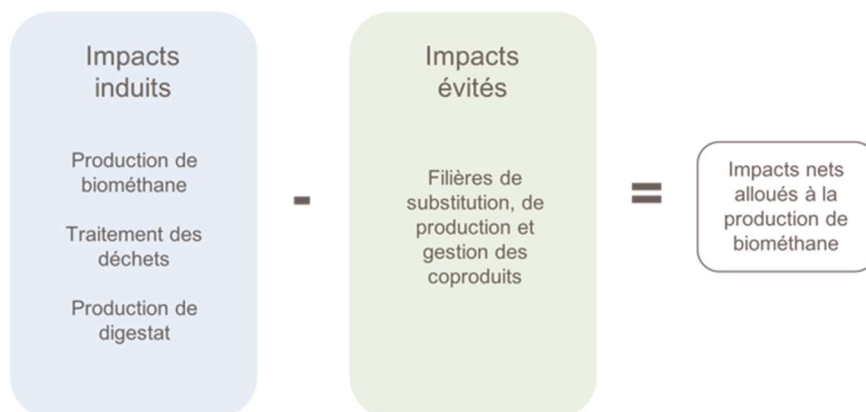 Impacts
induits
Production de
biométhane
Traitement des
déchets
Production de
digestat
-
Impacts
évités
Filières de
substitution, de
production et
gestion des
coproduits
=
Impacts nets
alloués à la
production de
biométhane